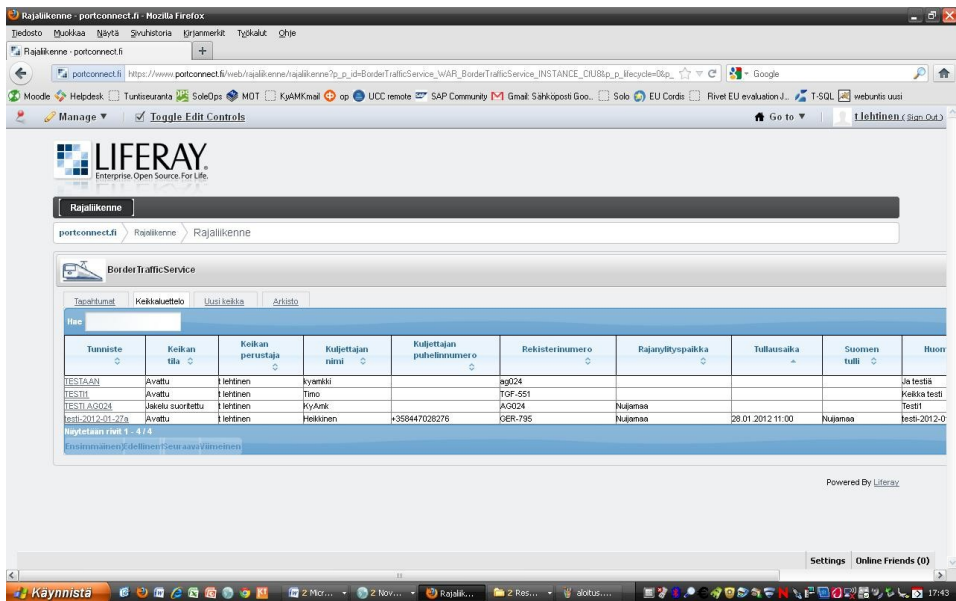 Rajaliikenne - portconnect.fi - Mozilla Firefox
Tiedosto Muokkaa Näytä Sivuhistoria Kirjanmerkit Työkalut Ohje
Rajaliikenne - portconnect.fi +
portconnect.fi https://www.portconnect.fi/web/rajaliikenne/rajaliikenne?p_p_id=BorderTrafficService_WAR_BorderTrafficService_INSTANCE_CIU8&p_p_lifecycle=0&p_ Google
Moodle Helpdesk Tuntiseuranta SoleOps MOT KyAMKmail op UCC remote SAP Community Gmail: Sähköposti Goo... Solo EU Cordis Rivet EU evaluation J... T-SQL webuntis uusi
Manage Toggle Edit Controls Go to t lehtinen (Sign Out)
LIFERAY.
Enterprise. Open Source. For Life.
Rajaliikenne
portconnect.fi Rajaliikenne Rajaliikenne
BorderTrafficService
Tapahtumat Keikkaluettelo Uusi keikka Arkisto
Hae
Tunniste Keikan tila Keikan perustaja Kuljettajan nimi Kuljettajan puhelinnumero Rekisterinumero Rajanylityspaikka Tullausaika Suomen tulli Huom
TESTAAN Avattu t lehtinen kyamkki ag024 Ja testiä
TESTI1 Avattu t lehtinen Timo TGF-551 Keikka testi
TESTI AG024 Jakelu suoritettu t lehtinen KyAmk AG024 Nuijamaa Testi1
testi-2012-01-27a Avattu t lehtinen Heikkinen +358447028276 GER-795 Nuijamaa 28.01.2012 11:00 Nuijamaa testi-2012-0
Näytetään rivit 1 - 4 / 4
Ensimmäinen Edellinen Seuraava Viimeinen
Powered By Liferay
Settings Online Friends (0)
Käynnistä 2 Micr... 2 Nov... Rajalik... 2 Res... aloitus.... 17:43